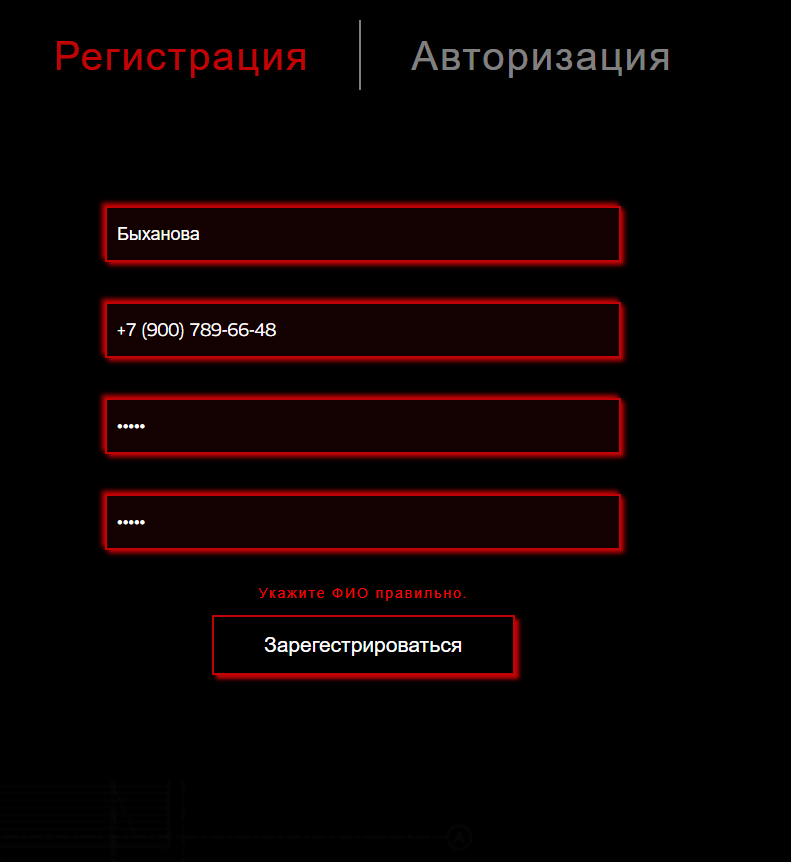 Регистрация Авторизация
Быханова
+7 (900) 789-66-48
•••••
•••••
Укажите ФИО правильно.
Зарегестрироваться